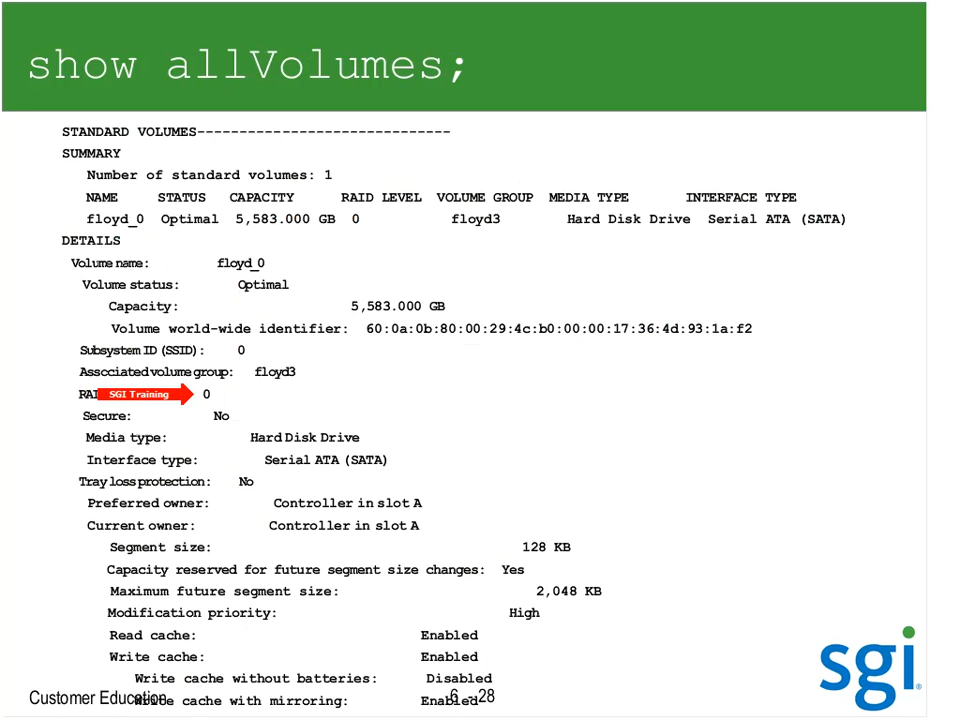 show allVolumes;
STANDARD VOLUMES------------------------------
SUMMARY
Number of standard volumes: 1
NAME STATUS CAPACITY RAID LEVEL VOLUME GROUP MEDIA TYPE INTERFACE TYPE
floyd_0 Optimal 5,583.000 GB 0 floyd3 Hard Disk Drive Serial ATA (SATA)
DETAILS
Volume name: floyd_0
Volume status: Optimal
Capacity: 5,583.000 GB
Volume world-wide identifier: 60:0a:0b:80:00:29:4c:b0:00:00:17:36:4d:93:1a:f2
Subsystem ID (SSID): 0
Associated volume group: floyd3
RAI SGI Training 0
Secure: No
Media type: Hard Disk Drive
Interface type: Serial ATA (SATA)
Tray loss protection: No
Preferred owner: Controller in slot A
Current owner: Controller in slot A
Segment size: 128 KB
Capacity reserved for future segment size changes: Yes
Maximum future segment size: 2,048 KB
Modification priority: High
Read cache: Enabled
Write cache: Enabled
Write cache without batteries: Disabled
Write cache with mirroring: Enabled
Customer Education 6 - 28
sgi®